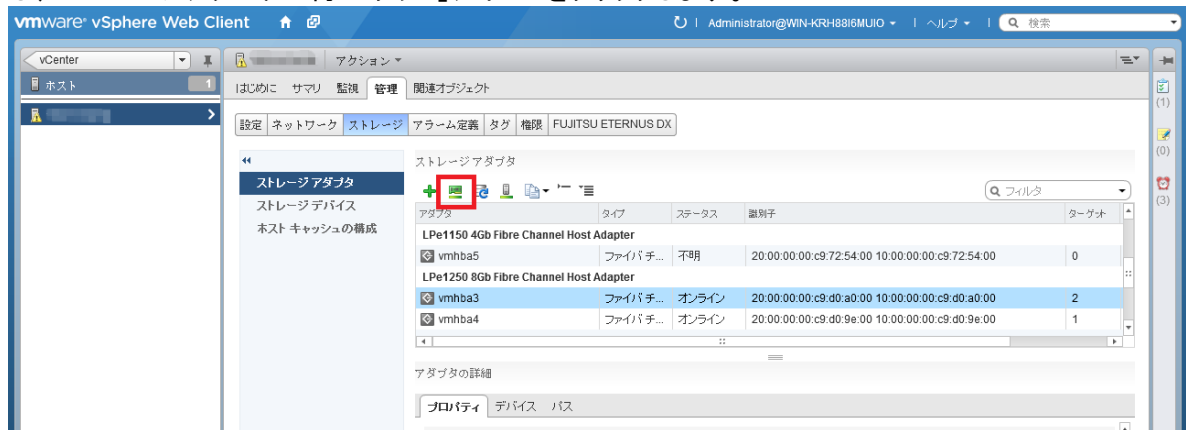 vmware® vSphere Web Client
Administrator@WIN-KRH88I6MUIO
ヘルプ
検索
vCenter
アクション
ホスト 1
はじめに サマリ 監視 管理 関連オブジェクト
(1)
設定 ネットワーク ストレージ アラーム定義 タグ 権限 FUJITSU ETERNUS DX
(0)
ストレージ アダプタ
ストレージ アダプタ
ストレージ デバイス
ホスト キャッシュの構成
(3)
フィルタ
アダプタ タイプ ステータス 識別子 ターゲット
LPe1150 4Gb Fibre Channel Host Adapter
vmhba5 ファイバ チ... 不明 20:00:00:00:c9:72:54:00 10:00:00:00:c9:72:54:00 0
LPe1250 8Gb Fibre Channel Host Adapter
vmhba3 ファイバ チ... オンライン 20:00:00:00:c9:d0:a0:00 10:00:00:00:c9:d0:a0:00 2
vmhba4 ファイバ チ... オンライン 20:00:00:00:c9:d0:9e:00 10:00:00:00:c9:d0:9e:00 1
アダプタの詳細
プロパティ デバイス パス